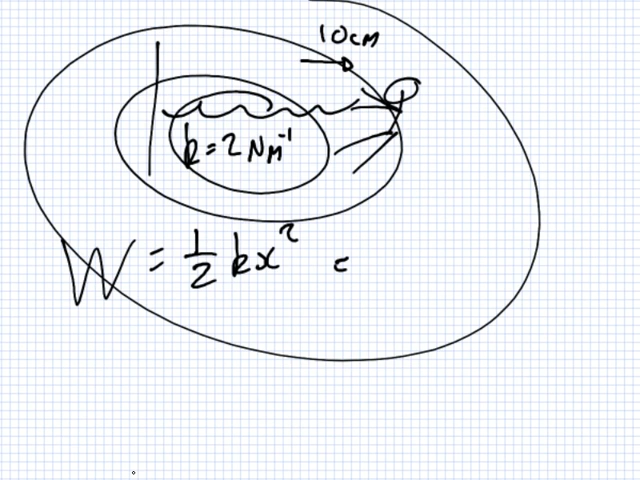 10cm
k = 2 Nm⁻¹
W = 1/2 kx² =